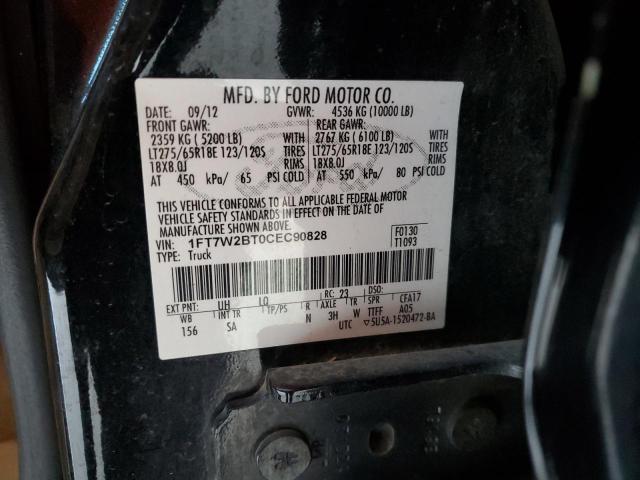 MFD. BY FORD MOTOR CO.
DATE: 09/12 GVWR: 4536 KG (10000 LB)
FRONT GAWR: REAR GAWR:
2359 KG ( 5200 LB) WITH 2767 KG ( 6100 LB) WITH
LT275/65R18E 123/120S TIRES LT275/65R18E 123/120S TIRES
18X8.0J RIMS 18X8.0J RIMS
AT 450 kPa/ 65 PSI COLD AT 550 kPa/ 80 PSI COLD
THIS VEHICLE CONFORMS TO ALL APPLICABLE FEDERAL MOTOR
VEHICLE SAFETY STANDARDS IN EFFECT ON THE DATE OF
MANUFACTURE SHOWN ABOVE.
VIN: 1FT7W2BT0CEC90828 F0130
TYPE: Truck T1093
EXT PNT: UH LQ RC: 23 DSO:
WB INT TR TP/PS R AXLE TR SPR CFA17
156 SA N 3H W TTFF A05
UTC ▽5U5A-1520472-BA